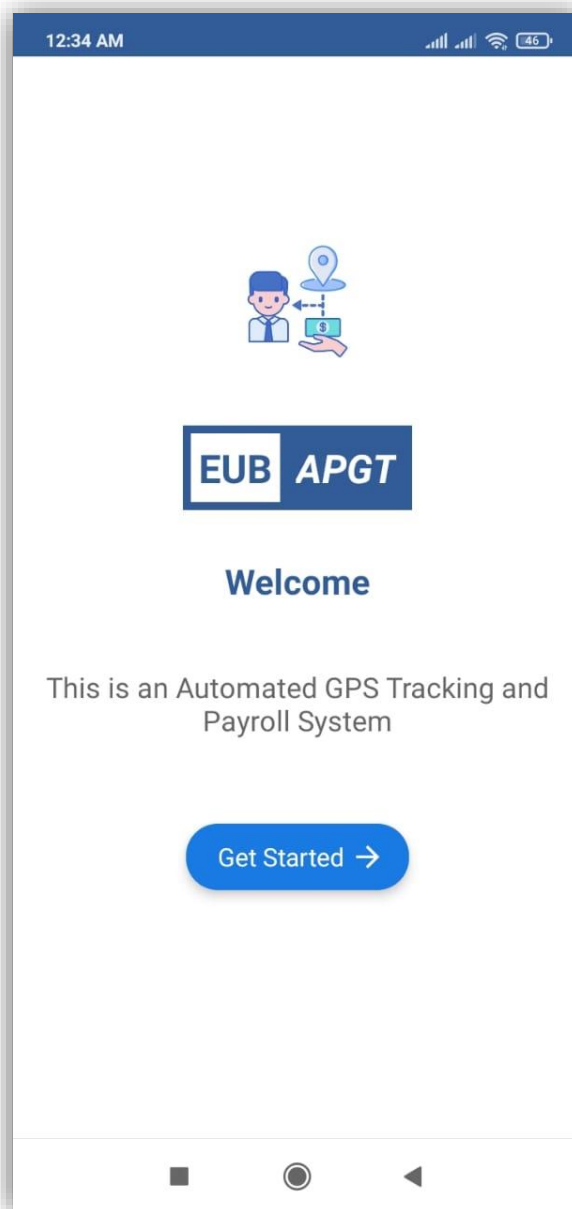 12:34 AM
46
$
EUB APGT
Welcome
This is an Automated GPS Tracking and
Payroll System
Get Started →